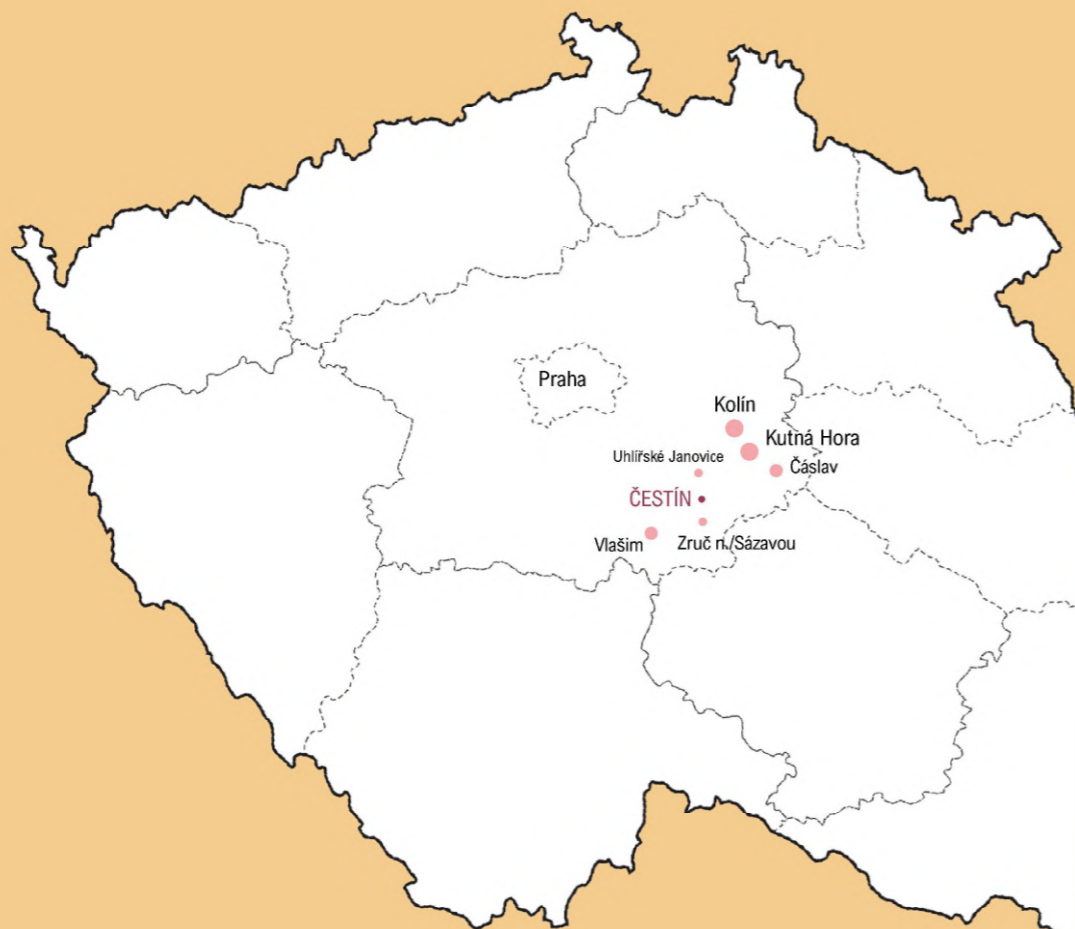 Praha
Kolín
Kutná Hora
Uhlířské Janovice
Čáslav
ČESTÍN
Vlašim
Zruč n./Sázavou